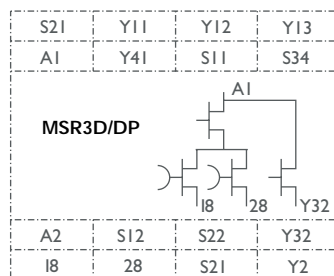 S21 Y11 Y12 Y13
A1 Y41 S11 S34
A1
MSR3D/DP
18 28 Y32
A2 S12 S22 Y32
18 28 S21 Y2